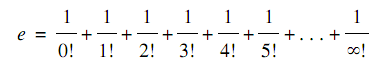 e = 1/0! + 1/1! + 1/2! + 1/3! + 1/4! + 1/5! + . . . + 1/∞!